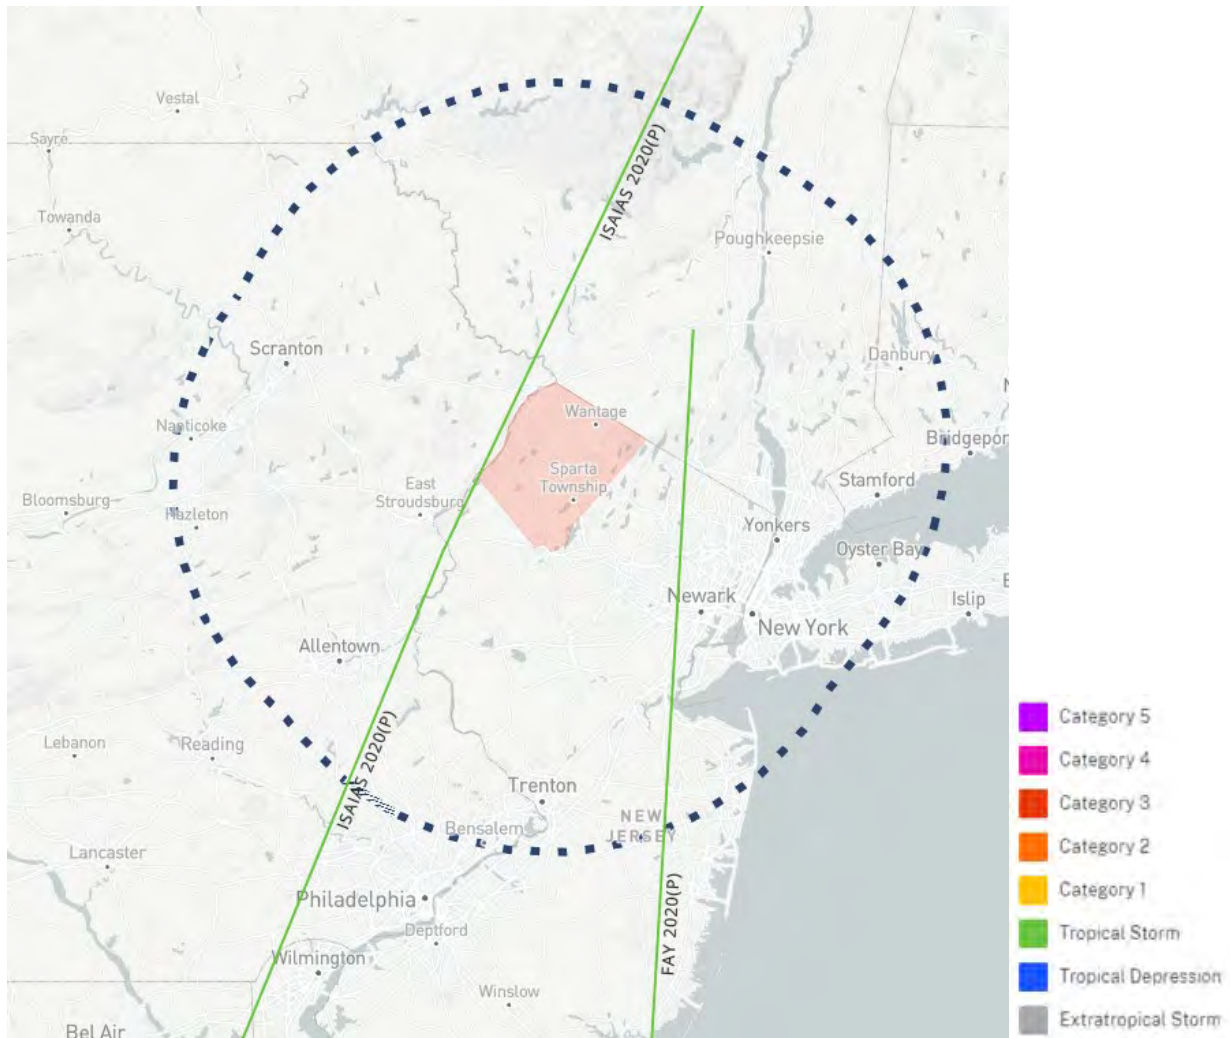 Vestal
Sayre
ISAIAS 2020(P)
Towanda
Poughkeepsie
Scranton
Danbury
Wantage
Nanticoke
Bridgepor
Sparta
Township
East
Stroudsburg
Stamford
Bloomsburg
Hazleton
Yonkers
Oyster Bay
Newark
Islip
New York
Allentown
Lebanon
Reading
ISAIAS 2020(P)
Trenton
NEW
JERSEY
Bensalem
Lancaster
Philadelphia
Deptford
FAY 2020(P)
Wilmington
Winslow
Bel Air
Category 5
Category 4
Category 3
Category 2
Category 1
Tropical Storm
Tropical Depression
Extratropical Storm